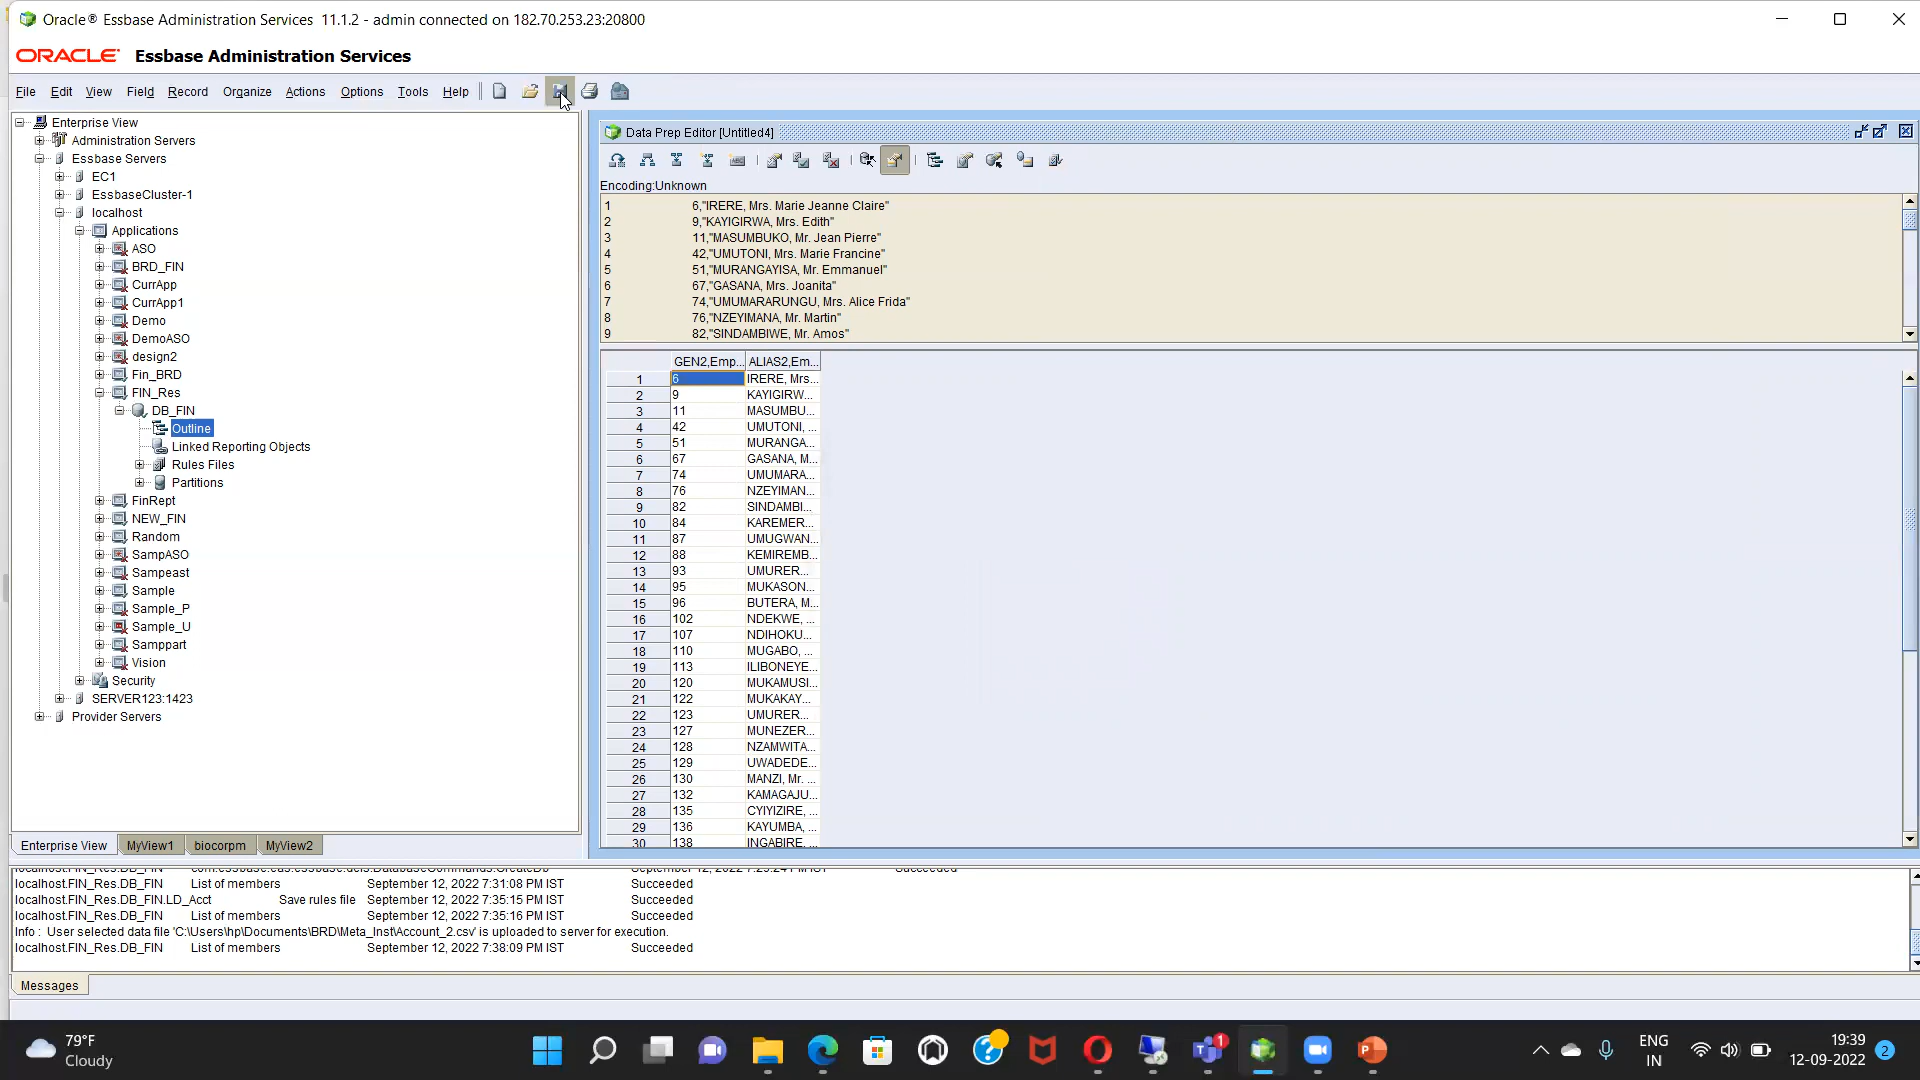 Oracle® Essbase Administration Services 11.1.2 - admin connected on 182.70.253.23:20800
ORACLE Essbase Administration Services
File Edit View Field Record Organize Actions Options Tools Help
Enterprise View
Administration Servers
Essbase Servers
EC1
EssbaseCluster-1
localhost
Applications
ASO
BRD_FIN
CurrApp
CurrApp1
Demo
DemoASO
design2
Fin_BRD
FIN_Res
DB_FIN
Outline
Linked Reporting Objects
Rules Files
Partitions
FinRept
NEW_FIN
Random
SampASO
Sampeast
Sample
Sample_P
Sample_U
Samppart
Vision
Security
SERVER123:1423
Provider Servers
Enterprise View MyView1 biocorpm MyView2
Data Prep Editor [Untitled4]
Encoding:Unknown
1 6,"IRERE, Mrs. Marie Jeanne Claire"
2 9,"KAYIGIRWA, Mrs. Edith"
3 11,"MASUMBUKO, Mr. Jean Pierre"
4 42,"UMUTONI, Mrs. Marie Francine"
5 51,"MURANGAYISA, Mr. Emmanuel"
6 67,"GASANA, Mrs. Joanita"
7 74,"UMUMARARUNGU, Mrs. Alice Frida"
8 76,"NZEYIMANA, Mr. Martin"
9 82,"SINDAMBIWE, Mr. Amos"
GEN2,Emp... ALIAS2,Em...
1 6 IRERE, Mrs...
2 9 KAYIGIRW...
3 11 MASUMBU...
4 42 UMUTONI, ...
5 51 MURANGA...
6 67 GASANA, M...
7 74 UMUMARA...
8 76 NZEYIMAN...
9 82 SINDAMBI...
10 84 KAREMER...
11 87 UMUGWAN...
12 88 KEMIREMB...
13 93 UMURER...
14 95 MUKASON...
15 96 BUTERA, M...
16 102 NDEKWE, ...
17 107 NDIHOKU...
18 110 MUGABO, ...
19 113 ILIBONEYE...
20 120 MUKAMUSI...
21 122 MUKAKAY...
22 123 UMURER...
23 127 MUNEZER...
24 128 NZAMWITA...
25 129 UWADEDE...
26 130 MANZI, Mr. ...
27 132 KAMAGAJU...
28 135 CYIYIZIRE, ...
29 136 KAYUMBA, ...
30 138 INGABIRE, ...
localhost.FIN_Res.DB_FIN Succeeded
localhost.FIN_Res.DB_FIN List of members September 12, 2022 7:31:08 PM IST Succeeded
localhost.FIN_Res.DB_FIN.LD_Acct Save rules file September 12, 2022 7:35:15 PM IST Succeeded
localhost.FIN_Res.DB_FIN List of members September 12, 2022 7:35:16 PM IST Succeeded
Info : User selected data file 'C:\Users\hp\Documents\BRD\Meta_Inst\Account_2.csv' is uploaded to server for execution.
localhost.FIN_Res.DB_FIN List of members September 12, 2022 7:38:09 PM IST Succeeded
Messages
79°F
Cloudy
1
ENG
IN
19:39
12-09-2022
2